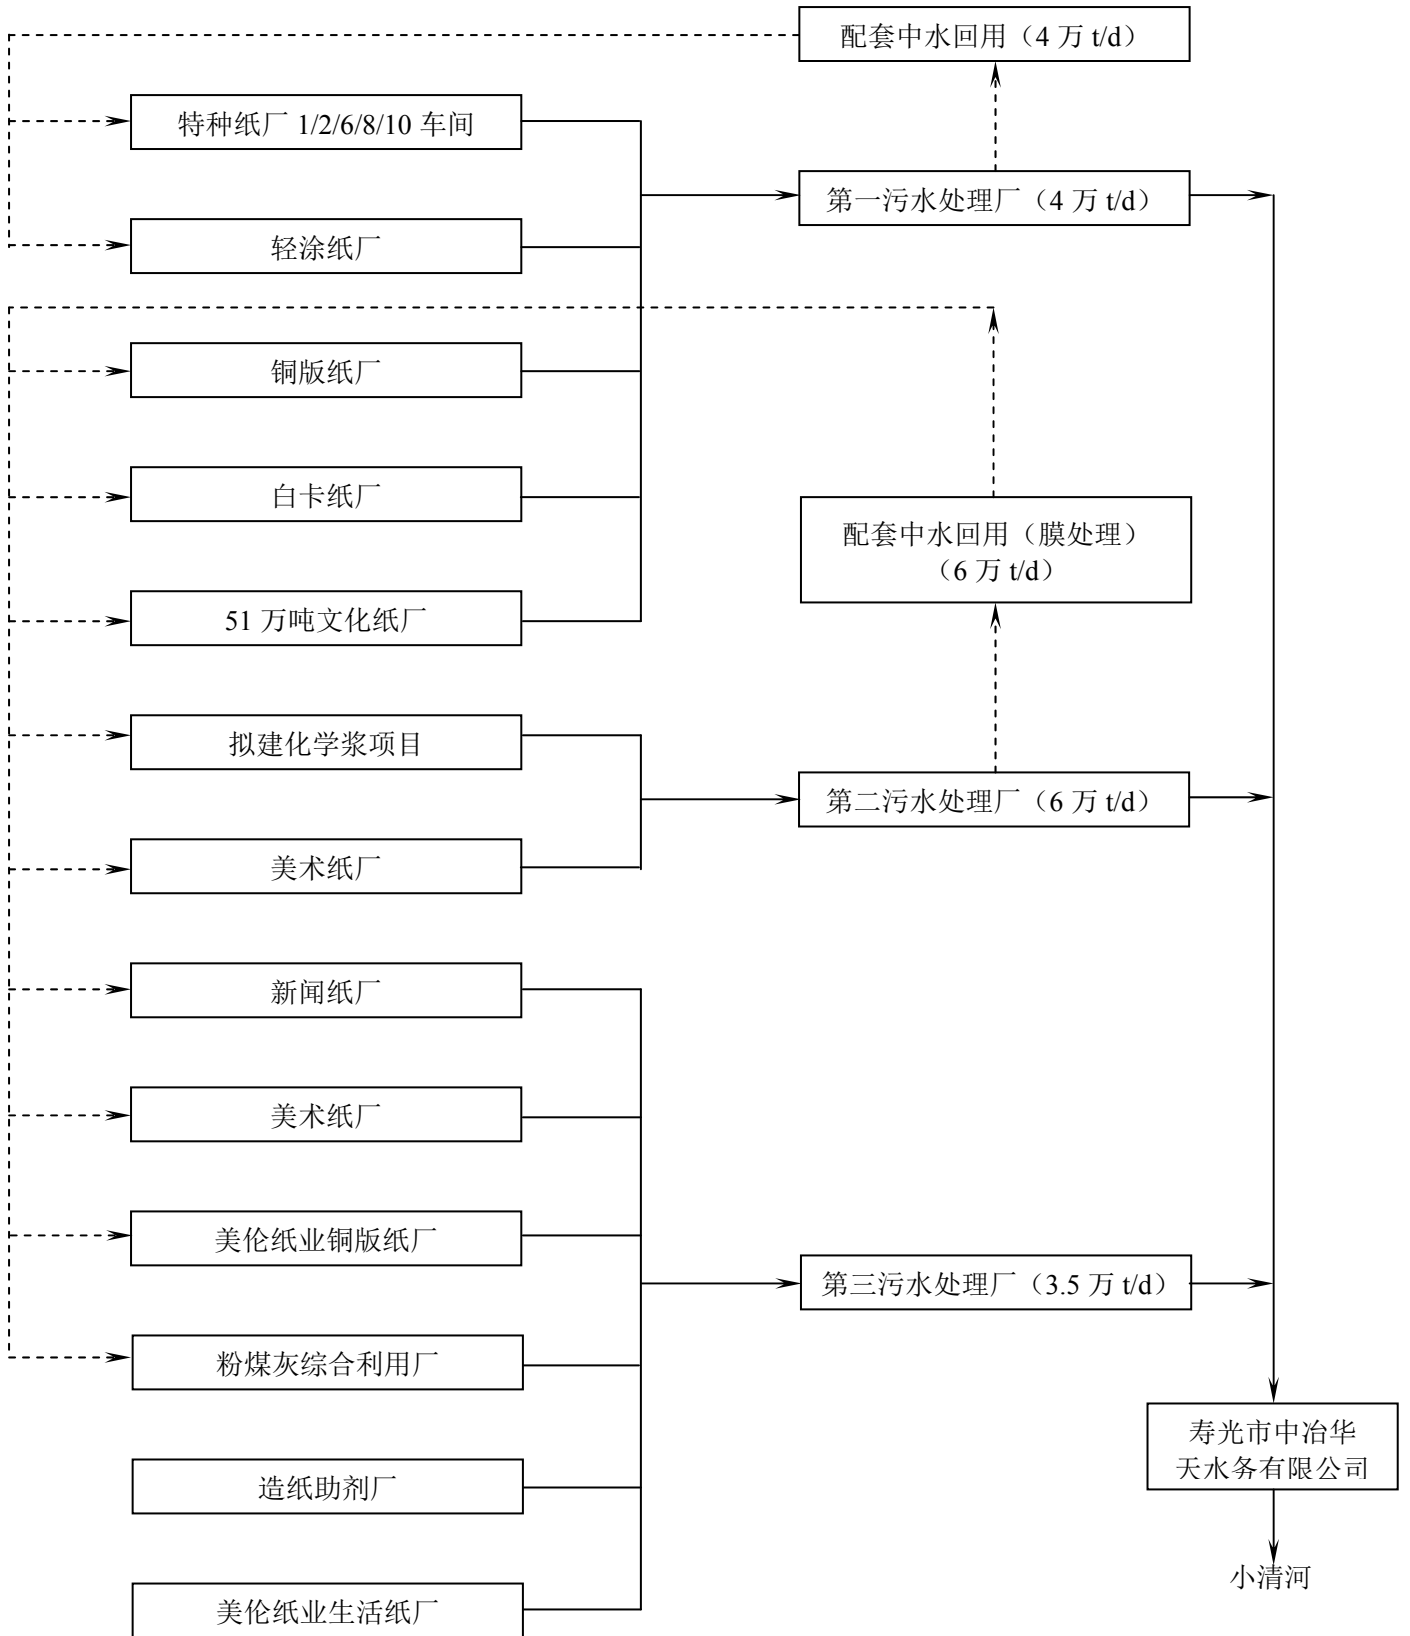 配套中水回用（4 万 t/d）
特种纸厂 1/2/6/8/10 车间
第一污水处理厂（4 万 t/d）
轻涂纸厂
铜版纸厂
白卡纸厂
配套中水回用（膜处理）
（6 万 t/d）
51 万吨文化纸厂
拟建化学浆项目
第二污水处理厂（6 万 t/d）
美术纸厂
新闻纸厂
美术纸厂
美伦纸业铜版纸厂
第三污水处理厂（3.5 万 t/d）
粉煤灰综合利用厂
寿光市中冶华
天水务有限公司
造纸助剂厂
小清河
美伦纸业生活纸厂